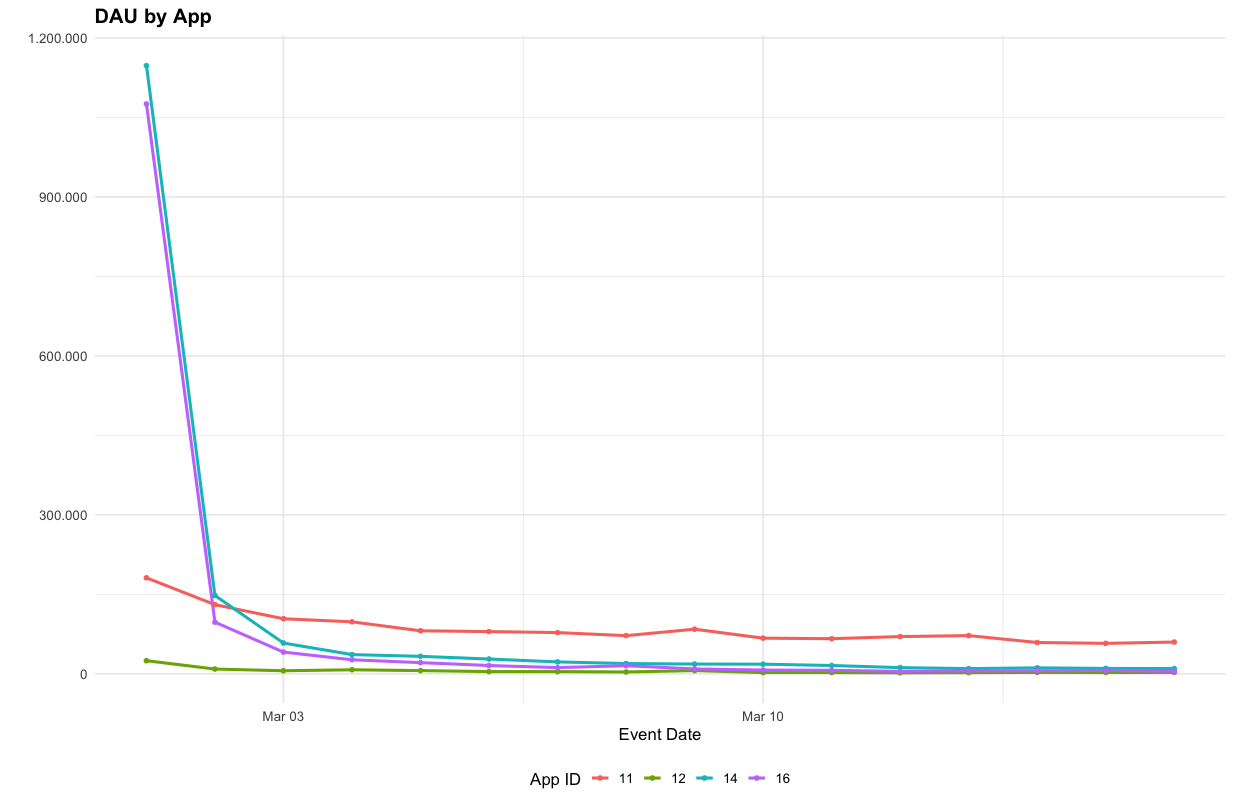 DAU by App
1.200.000
900.000
600.000
300.000
0
Mar 03 Mar 10
Event Date
App ID 11 12 14 16